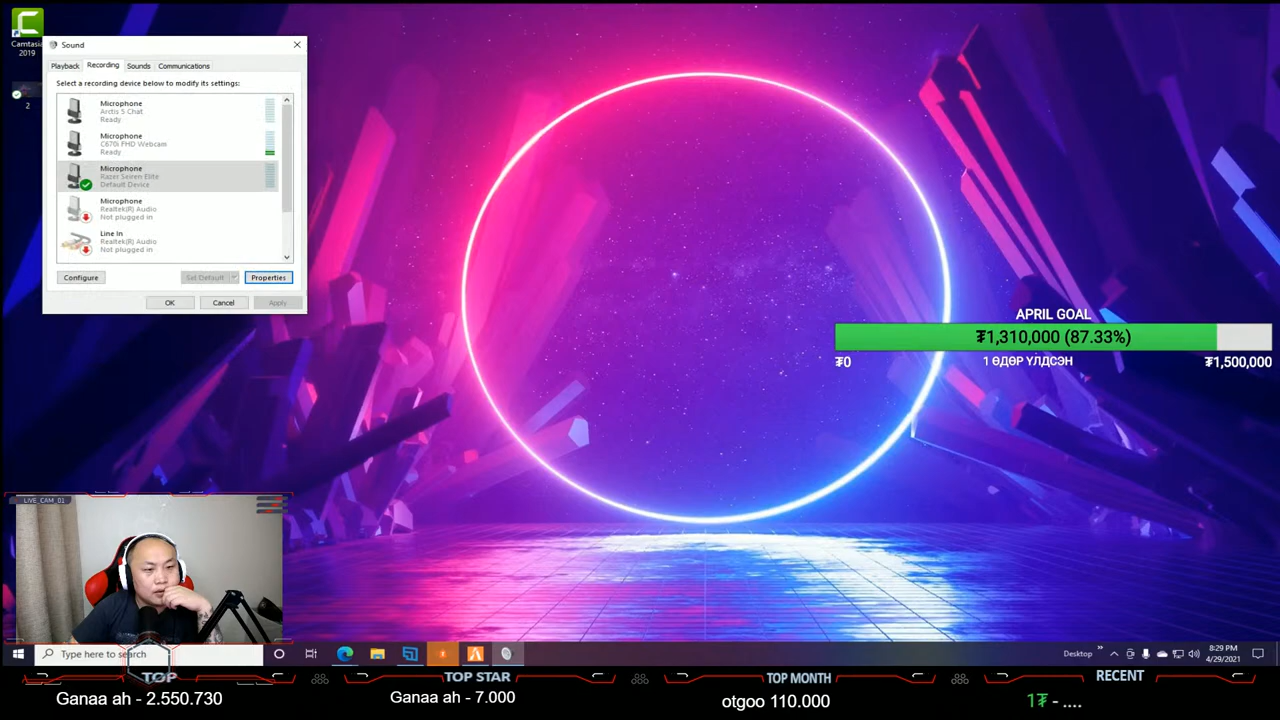 Camtasia
2019
2
Sound
Playback
Recording
Sounds
Communications
Select a recording device below to modify its settings:
Microphone
Arctis 5 Chat
Ready
Microphone
C670i FHD Webcam
Ready
Microphone
Razer Seiren Elite
Default Device
Microphone
Realtek(R) Audio
Not plugged in
Line In
Realtek(R) Audio
Not plugged in
Configure
Set Default
Properties
OK
Cancel
Apply
APRIL GOAL
₮1,310,000 (87.33%)
₮0
1 ӨДӨР ҮЛДСЭН
₮1,500,000
LIVE_CAM_01
Type here to search
Desktop
8:29 PM
4/29/2021
TOP
Ganaa ah - 2.550.730
TOP STAR
Ganaa ah - 7.000
TOP MONTH
otgoo 110.000
RECENT
1₮ - ....